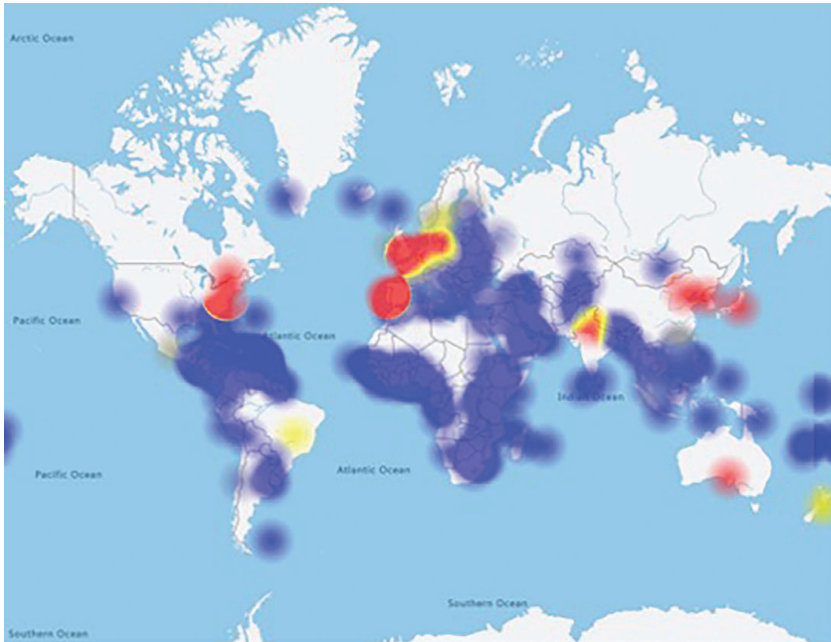 Arctic Ocean
Pacific Ocean
Atlantic Ocean
Indian Ocean
Pacific Ocean
Atlantic Ocean
Southern Ocean
Southern Ocean